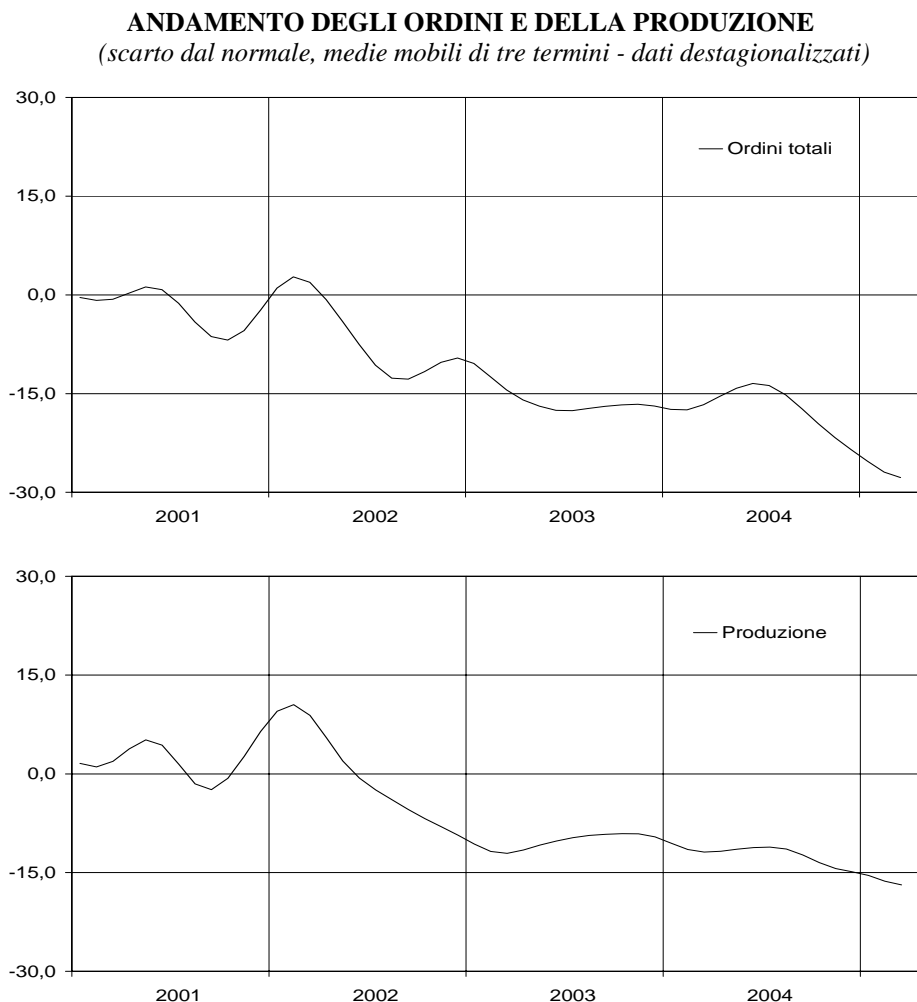 ANDAMENTO DEGLI ORDINI E DELLA PRODUZIONE
(scarto dal normale, medie mobili di tre termini - dati destagionalizzati)
30,0
Ordini totali
15,0
0,0
-15,0
-30,0
2001 2002 2003 2004
30,0
Produzione
15,0
0,0
-15,0
-30,0
2001 2002 2003 2004